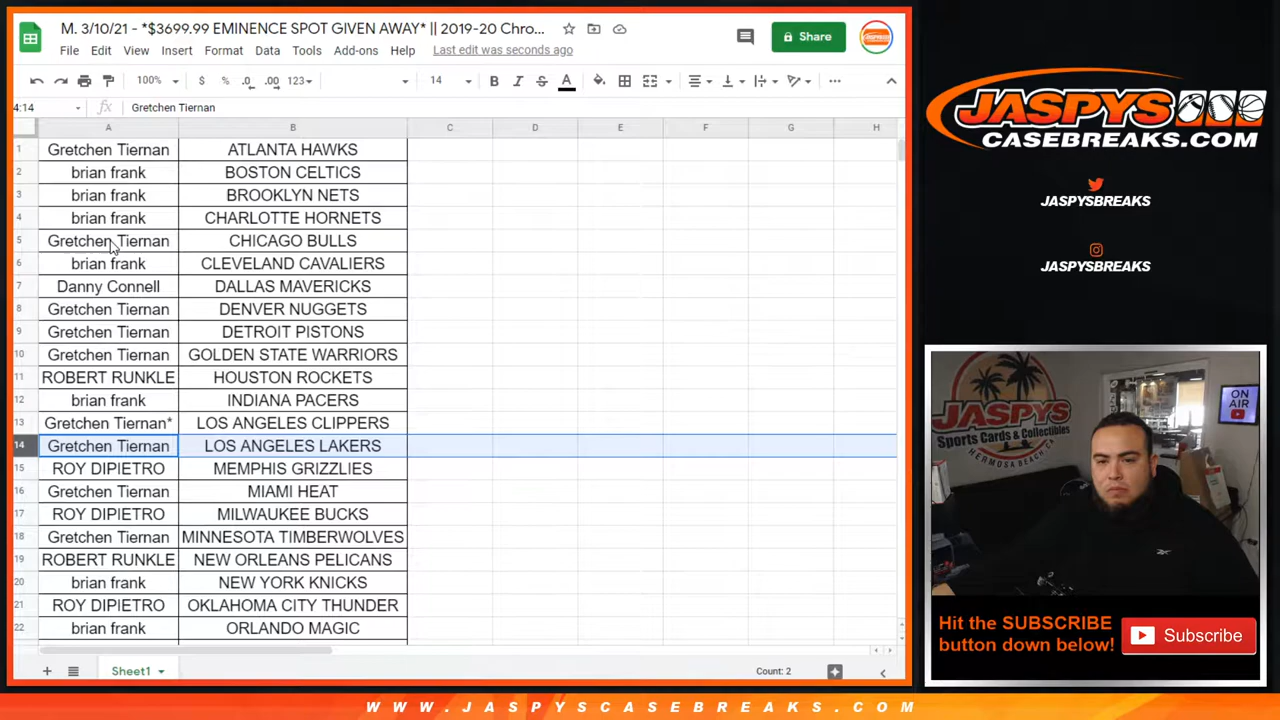 M. 3/10/21 - *$3699.99 EMINENCE SPOT GIVEN AWAY* || 2019-20 Chro...
Share
File Edit View Insert Format Data Tools Add-ons Help Last edit was seconds ago
100% $ % .0 .00 123 14 B I S A
4:14 fx Gretchen Tiernan
A B C D E F G H
1 Gretchen Tiernan ATLANTA HAWKS
2 brian frank BOSTON CELTICS
3 brian frank BROOKLYN NETS
4 brian frank CHARLOTTE HORNETS
5 Gretchen Tiernan CHICAGO BULLS
6 brian frank CLEVELAND CAVALIERS
7 Danny Connell DALLAS MAVERICKS
8 Gretchen Tiernan DENVER NUGGETS
9 Gretchen Tiernan DETROIT PISTONS
10 Gretchen Tiernan GOLDEN STATE WARRIORS
11 ROBERT RUNKLE HOUSTON ROCKETS
12 brian frank INDIANA PACERS
13 Gretchen Tiernan* LOS ANGELES CLIPPERS
14 Gretchen Tiernan LOS ANGELES LAKERS
15 ROY DIPIETRO MEMPHIS GRIZZLIES
16 Gretchen Tiernan MIAMI HEAT
17 ROY DIPIETRO MILWAUKEE BUCKS
18 Gretchen Tiernan MINNESOTA TIMBERWOLVES
19 ROBERT RUNKLE NEW ORLEANS PELICANS
20 brian frank NEW YORK KNICKS
21 ROY DIPIETRO OKLAHOMA CITY THUNDER
22 brian frank ORLANDO MAGIC
Sheet1 Count: 2
JASPYS
CASEBREAKS.COM
JASPYSBREAKS
JASPYSBREAKS
JASPYS
Sports Cards & Collectibles
HERMOSA BEACH
ON AIR
Hit the SUBSCRIBE
button down below!
Subscribe
WWW.JASPYSCASEBREAKS.COM